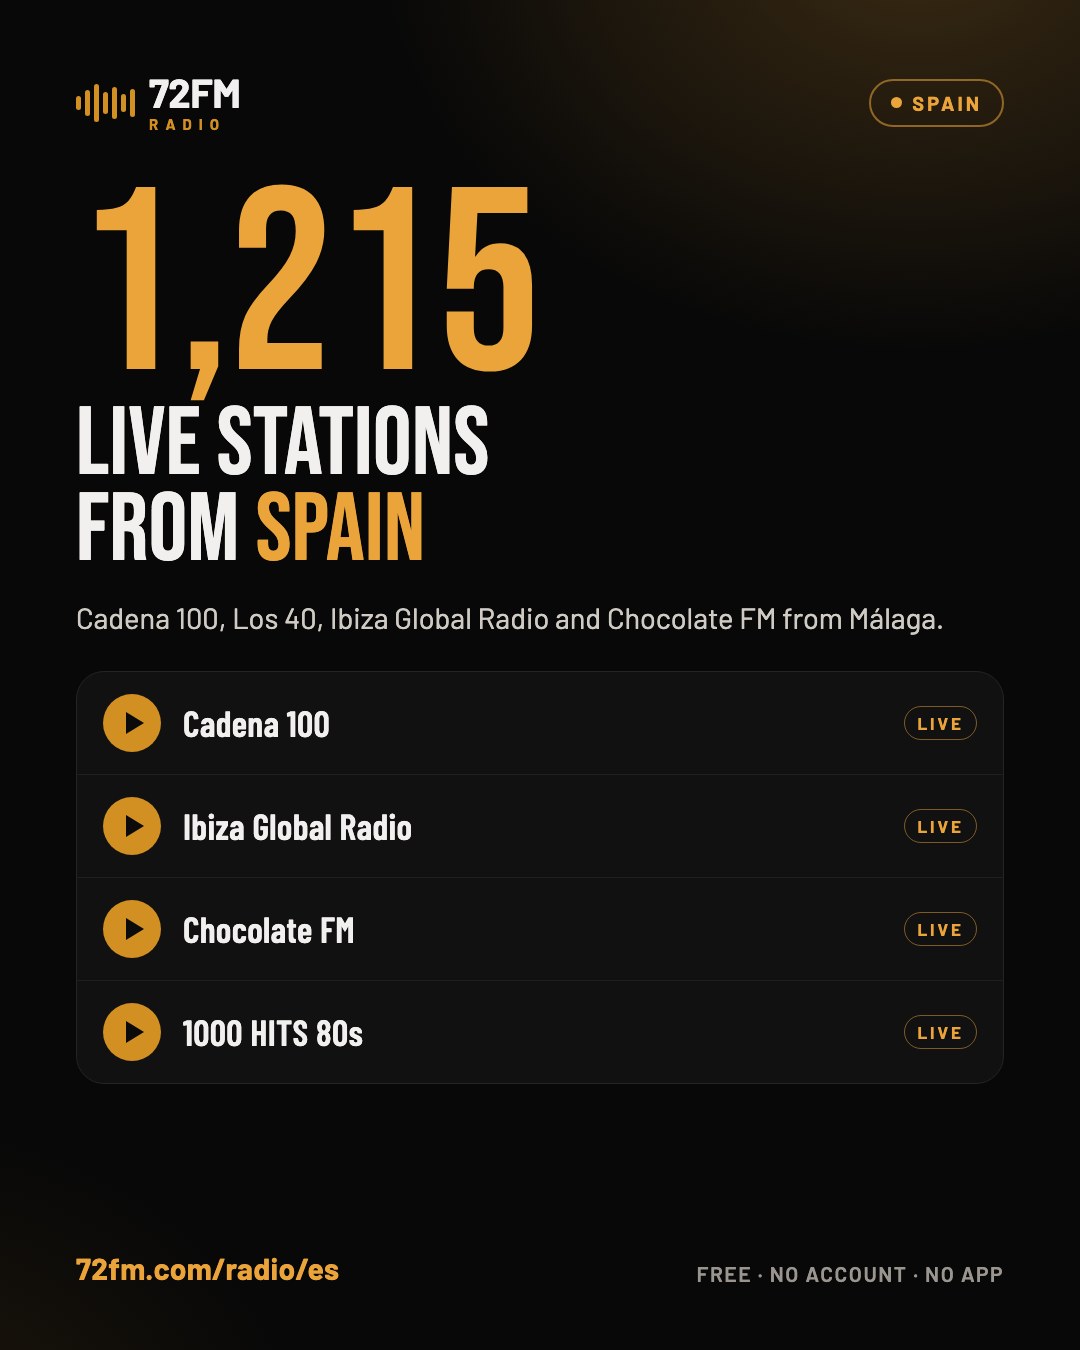 72FM
RADIO
SPAIN
1,215
LIVE STATIONS
FROM SPAIN
Cadena 100, Los 40, Ibiza Global Radio and Chocolate FM from Málaga.
Cadena 100
LIVE
Ibiza Global Radio
LIVE
Chocolate FM
LIVE
1000 HITS 80s
LIVE
72fm.com/radio/es
FREE · NO ACCOUNT · NO APP